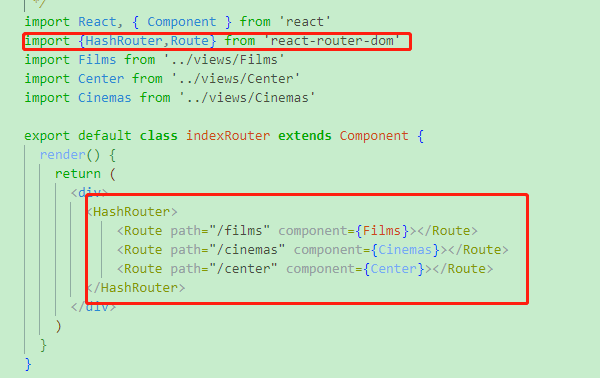 */
import React, { Component } from 'react'
import {HashRouter,Route} from 'react-router-dom'
import Films from '../views/Films'
import Center from '../views/Center'
import Cinemas from '../views/Cinemas'
export default class indexRouter extends Component {
render() {
return (
<div>
<HashRouter>
<Route path="/films" component={Films}></Route>
<Route path="/cinemas" component={Cinemas}></Route>
<Route path="/center" component={Center}></Route>
</HashRouter>
</div>
)
}
}